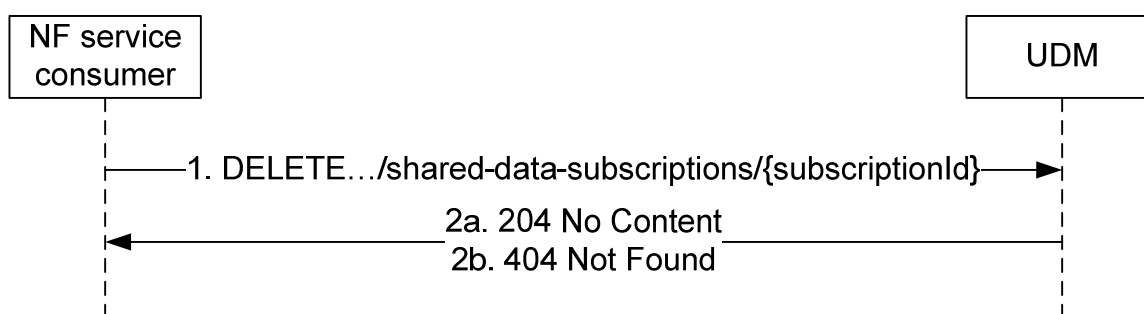 NF service
consumer
UDM
1. DELETE…/shared-data-subscriptions/{subscriptionId}
2a. 204 No Content
2b. 404 Not Found